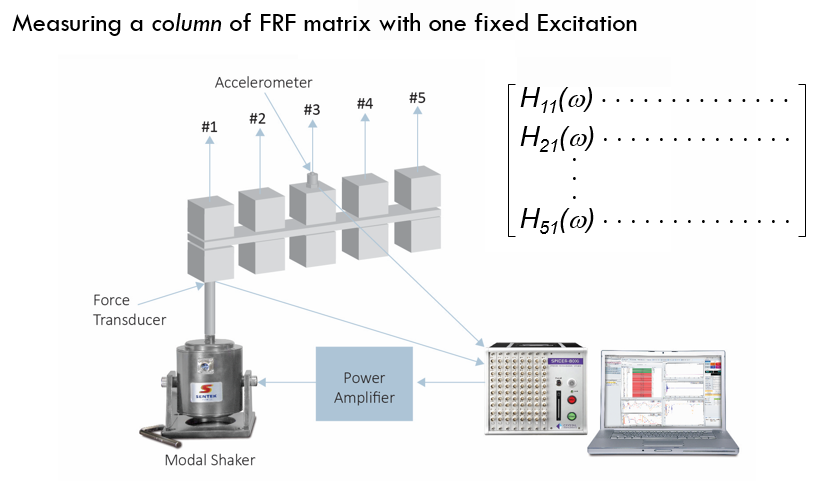 Measuring a column of FRF matrix with one fixed Excitation
Accelerometer
#1
#2
#3
#4
#5
H11(ω) . . . . . . . . . . . . . .
H21(ω) . . . . . . . . . . . . . .
.
.
.
H51(ω) . . . . . . . . . . . . . .
Force
Transducer
S
SENTEK
Power
Amplifier
Modal Shaker